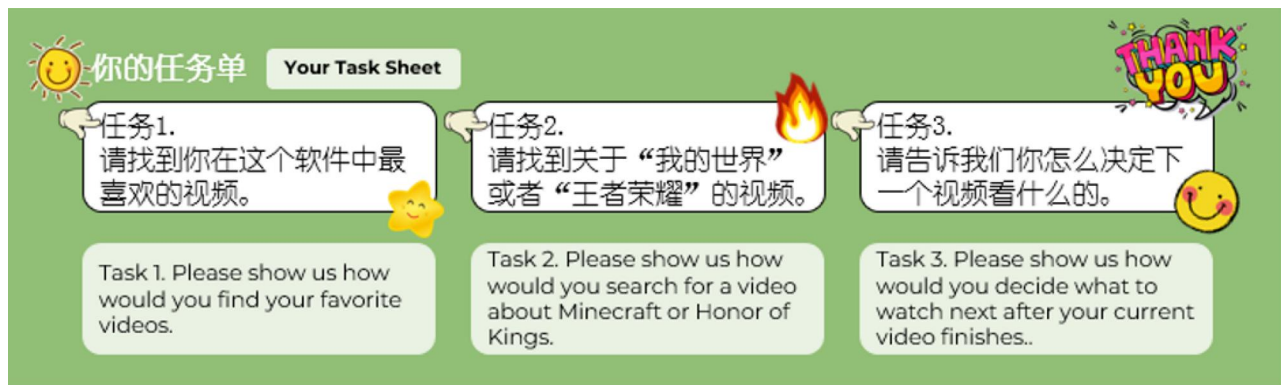 你的任务单
Your Task Sheet
THANK
YOU
任务1.
请找到你在这个软件中最
喜欢的视频。
任务2.
请找到关于“我的世界”
或者“王者荣耀”的视频。
任务3.
请告诉我们你怎么决定下
一个视频看什么的。
Task 1. Please show us how
would you find your favorite
videos.
Task 2. Please show us how
would you search for a video
about Minecraft or Honor of
Kings.
Task 3. Please show us how
would you decide what to
watch next after your current
video finishes..